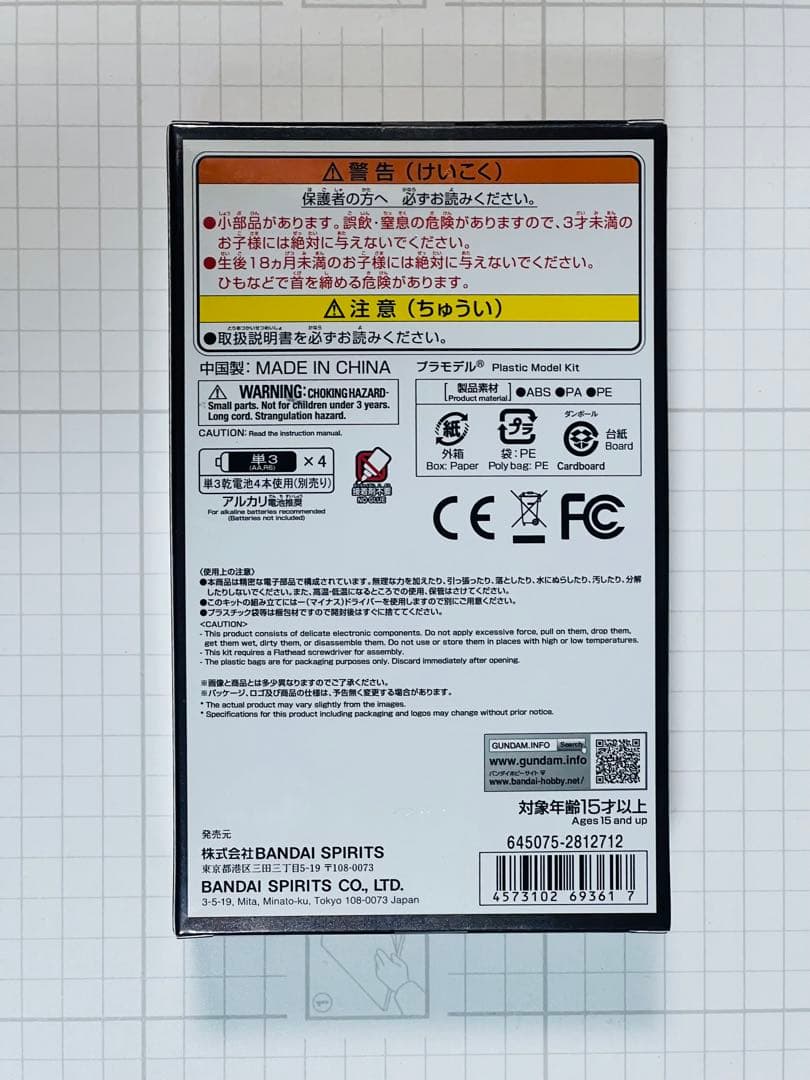 ⚠警告（けいこく）
保護者の方へ 必ずお読みください。
●小部品があります。誤飲・窒息の危険がありますので、3才未満の
お子様には絶対に与えないでください。
●生後18ヵ月未満のお子様には絶対に与えないでください。
ひもなどで首を締める危険があります。
⚠注意（ちゅうい）
●取扱説明書を必ずお読みください。
中国製：MADE IN CHINA
プラモデル® Plastic Model Kit
⚠ WARNING: CHOKING HAZARD-
Small parts. Not for children under 3 years.
Long cord. Strangulation hazard.
CAUTION: Read the instruction manual.
製品素材
Product material
●ABS ●PA ●PE
紙
外箱
Box: Paper
プラ
袋：PE
Poly bag: PE
ダンボール
Cardboard
台紙
Board
単3
(AA,R6)
×4
単3乾電池4本使用(別売り)
アルカリ電池推奨
For alkaline batteries recommended
(Batteries not included)
接着剤不要
NO GLUE
CE
FC
〈使用上の注意〉
●本商品は精密な電子部品で構成されています。無理な力を加えたり、引っ張ったり、落としたり、水にぬらしたり、汚したり、分解
したりしないでください。また、高温・低温になるところでの使用、保管はさけてください。
●このキットの組み立てには－(マイナス)ドライバーを使用しますので別にご用意ください。
●プラスチック袋等は梱包材ですので開封後はすぐに捨ててください。
<CAUTION>
- This product consists of delicate electronic components. Do not apply excessive force, pull on them, drop them,
get them wet, dirty them, or disassemble them. Do not use or store them in places with high or low temperatures.
- This kit requires a Flathead screwdriver for assembly.
- The plastic bags are for packaging purposes only. Discard immediately after opening.
※画像と商品とは多少異なりますのでご了承ください。
※パッケージ、ロゴ及び商品の仕様は、予告無く変更する場合があります。
* The actual product may vary slightly from the images.
* Specifications for this product including packaging and logos may change without prior notice.
GUNDAM.INFO Search
www.gundam.info
バンダイホビーサイト
www.bandai-hobby.net/
対象年齢15才以上
Ages 15 and up
発売元
株式会社BANDAI SPIRITS
東京都港区三田三丁目5-19 〒108-0073
BANDAI SPIRITS CO., LTD.
3-5-19, Mita, Minato-ku, Tokyo 108-0073 Japan
645075-2812712
4573102 69361 7